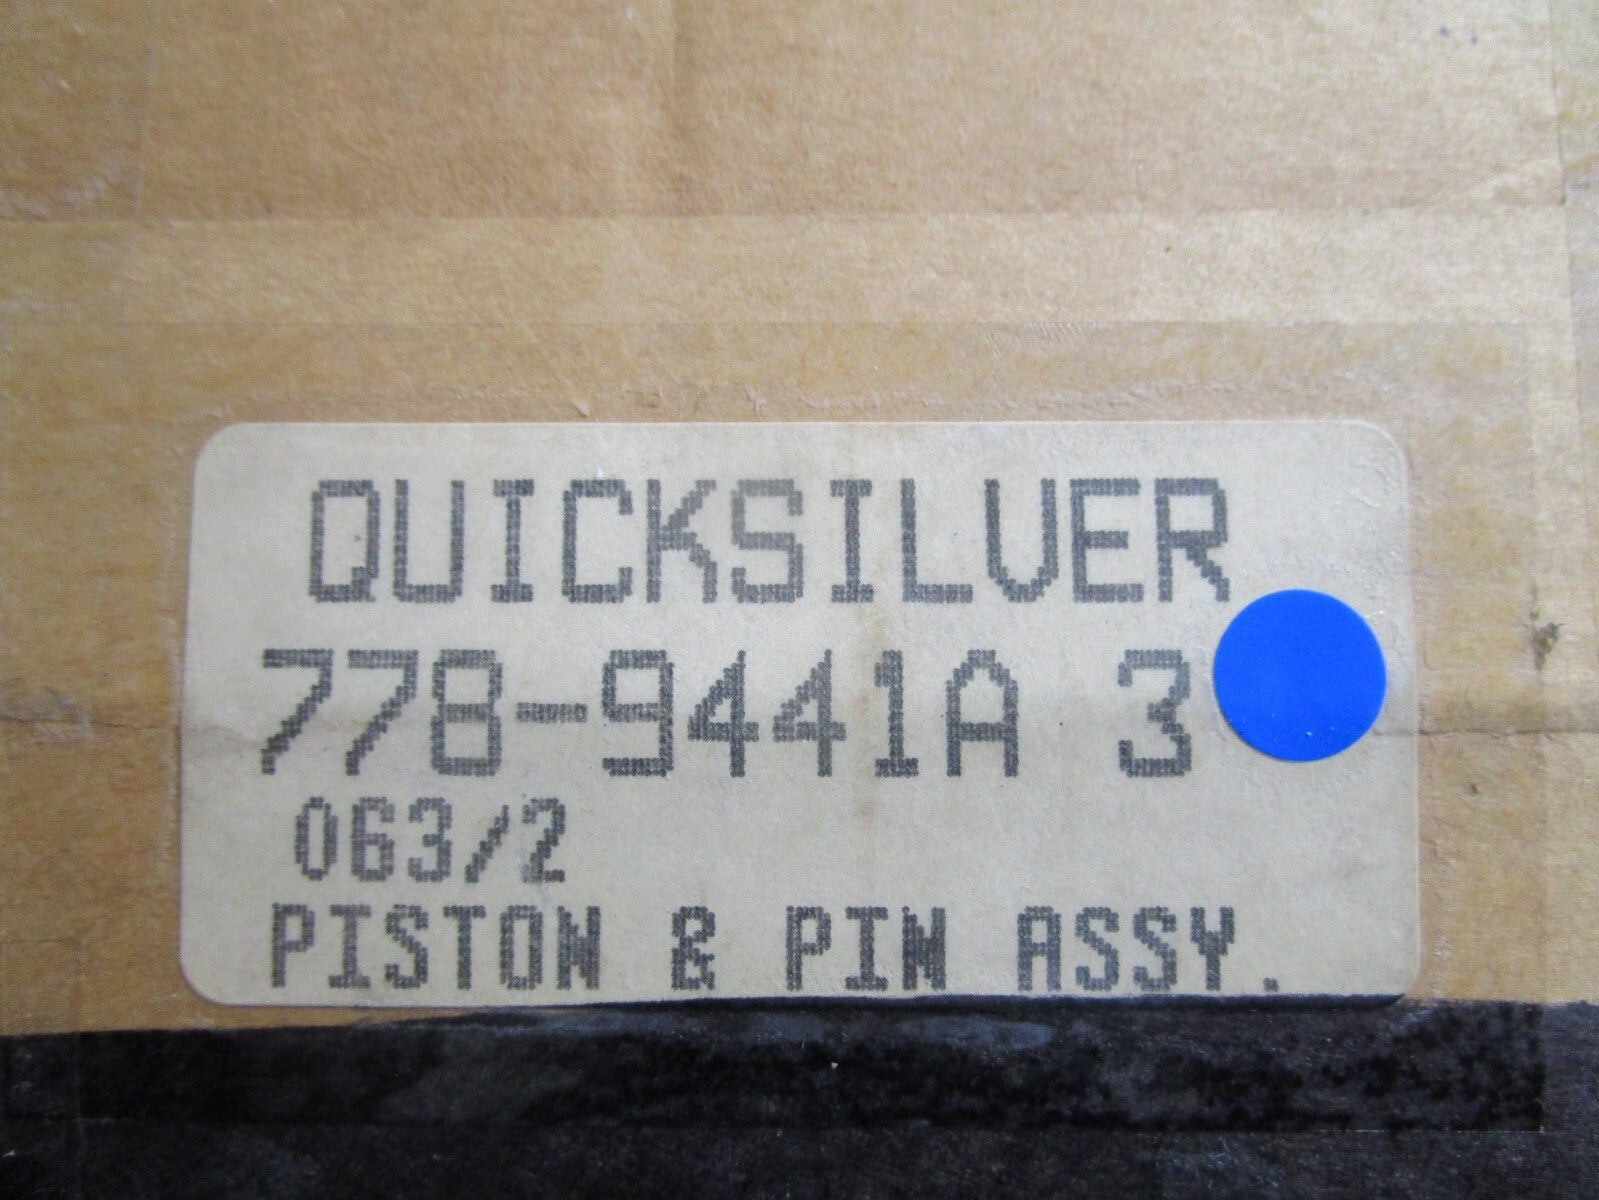 QUICKSILVER
778-9441A 3
063/2
PISTON & PIN ASSY.